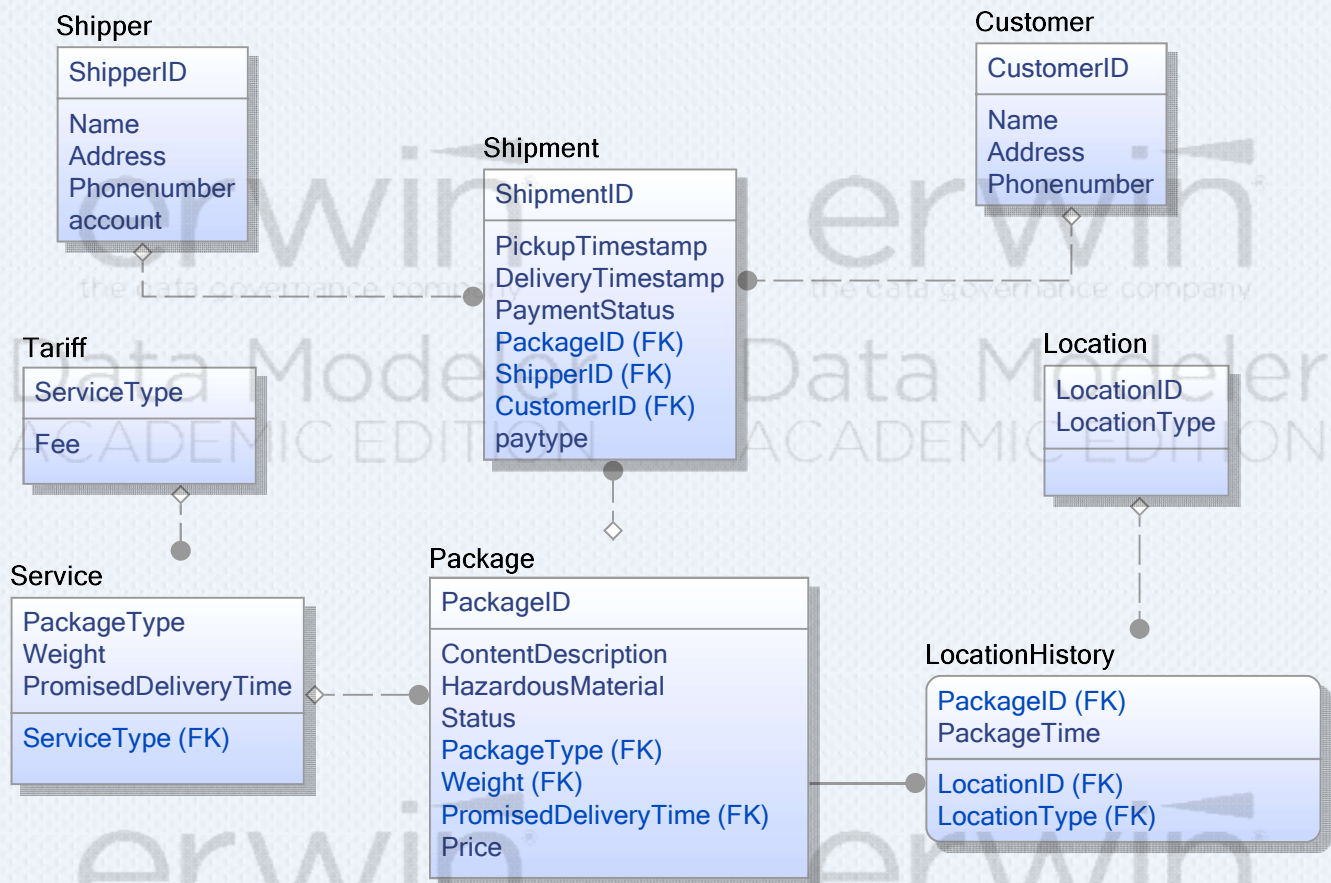 Shipper
ShipperID
Name
Address
Phonenumber
account
Customer
CustomerID
Name
Address
Phonenumber
Shipment
ShipmentID
PickupTimestamp
DeliveryTimestamp
PaymentStatus
PackageID (FK)
ShipperID (FK)
CustomerID (FK)
paytype
Tariff
ServiceType
Fee
Location
LocationID
LocationType
Service
PackageType
Weight
PromisedDeliveryTime
ServiceType (FK)
Package
PackageID
ContentDescription
HazardousMaterial
Status
PackageType (FK)
Weight (FK)
PromisedDeliveryTime (FK)
Price
LocationHistory
PackageID (FK)
PackageTime
LocationID (FK)
LocationType (FK)
erwin
the data governance company
Data Modeler
ACADEMIC EDITION
erwin
the data governance company
Data Modeler
ACADEMIC EDITION
erwin
erwin